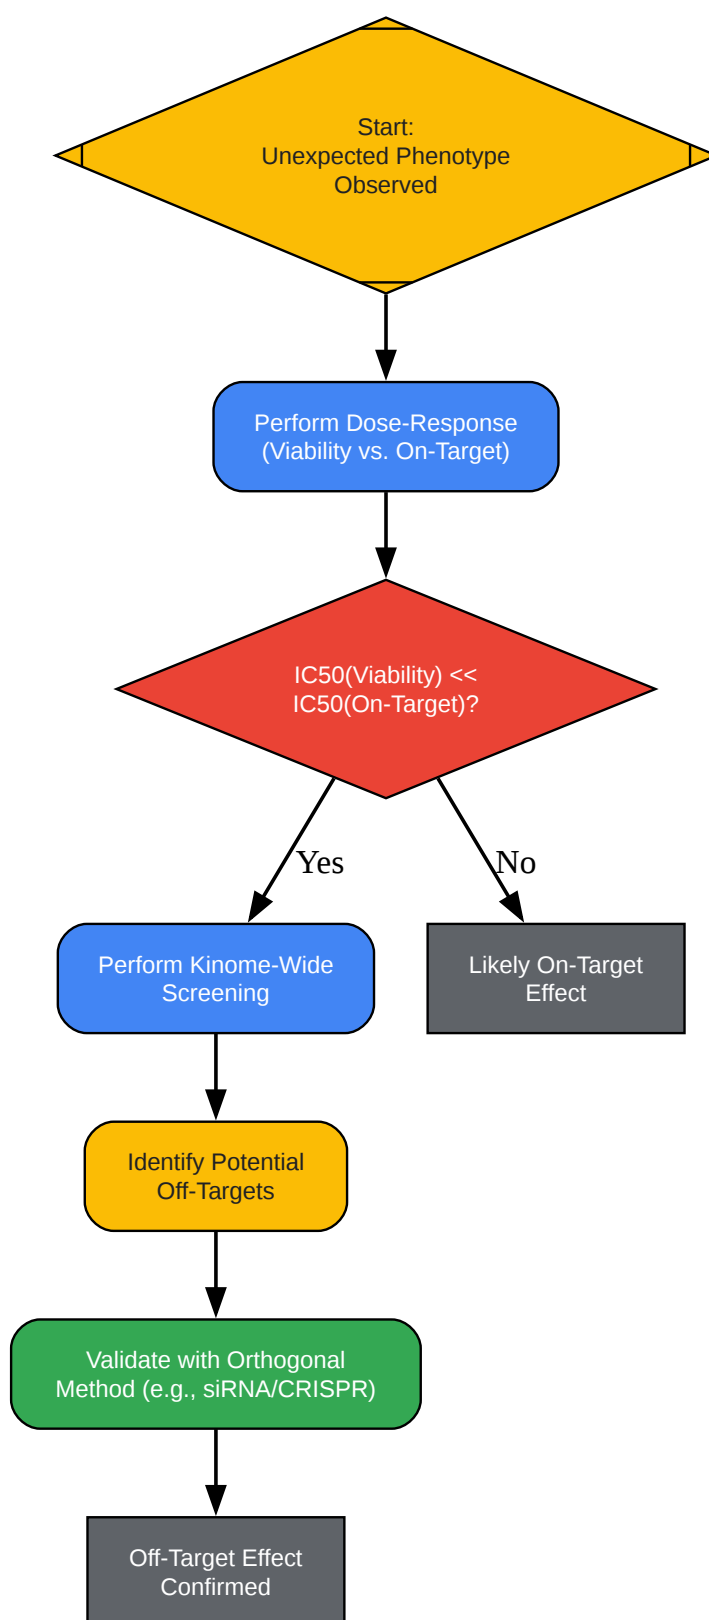 Start:
Unexpected Phenotype
Observed
Perform Dose-Response
(Viability vs. On-Target)
IC50(Viability) <<
IC50(On-Target)?
Yes
No
Perform Kinome-Wide
Screening
Likely On-Target
Effect
Identify Potential
Off-Targets
Validate with Orthogonal
Method (e.g., siRNA/CRISPR)
Off-Target Effect
Confirmed